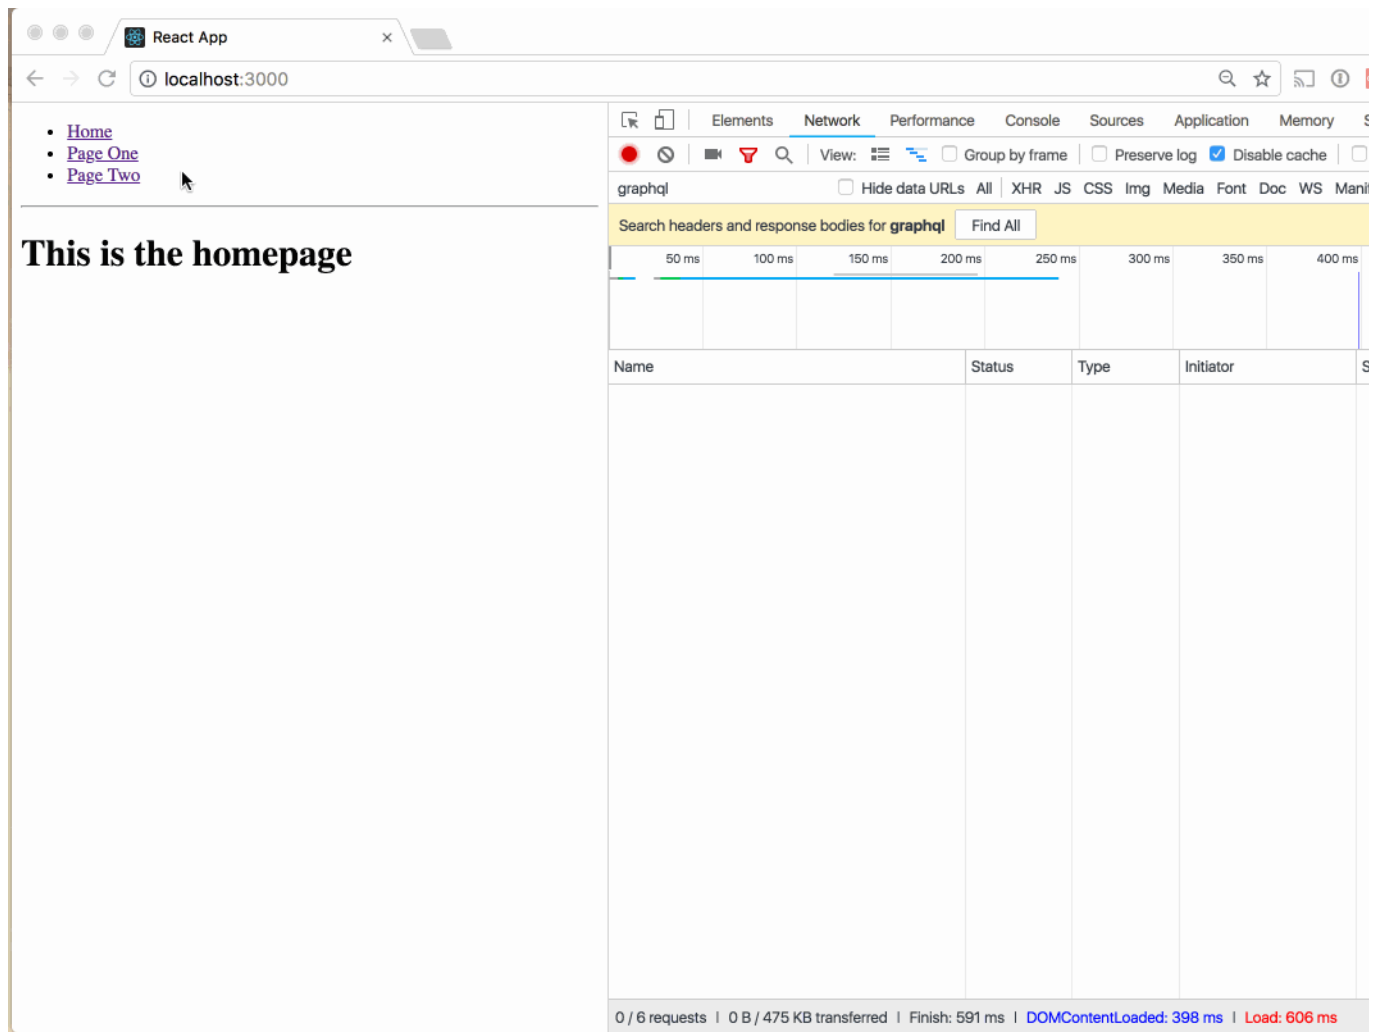 React App
localhost:3000
Home
Page One
Page Two
This is the homepage
Elements Network Performance Console Sources Application Memory
View: Group by frame Preserve log Disable cache
graphql Hide data URLs All XHR JS CSS Img Media Font Doc WS Manif
Search headers and response bodies for graphql Find All
50 ms 100 ms 150 ms 200 ms 250 ms 300 ms 350 ms 400 ms
Name Status Type Initiator S
0 / 6 requests | 0 B / 475 KB transferred | Finish: 591 ms | DOMContentLoaded: 398 ms | Load: 606 ms